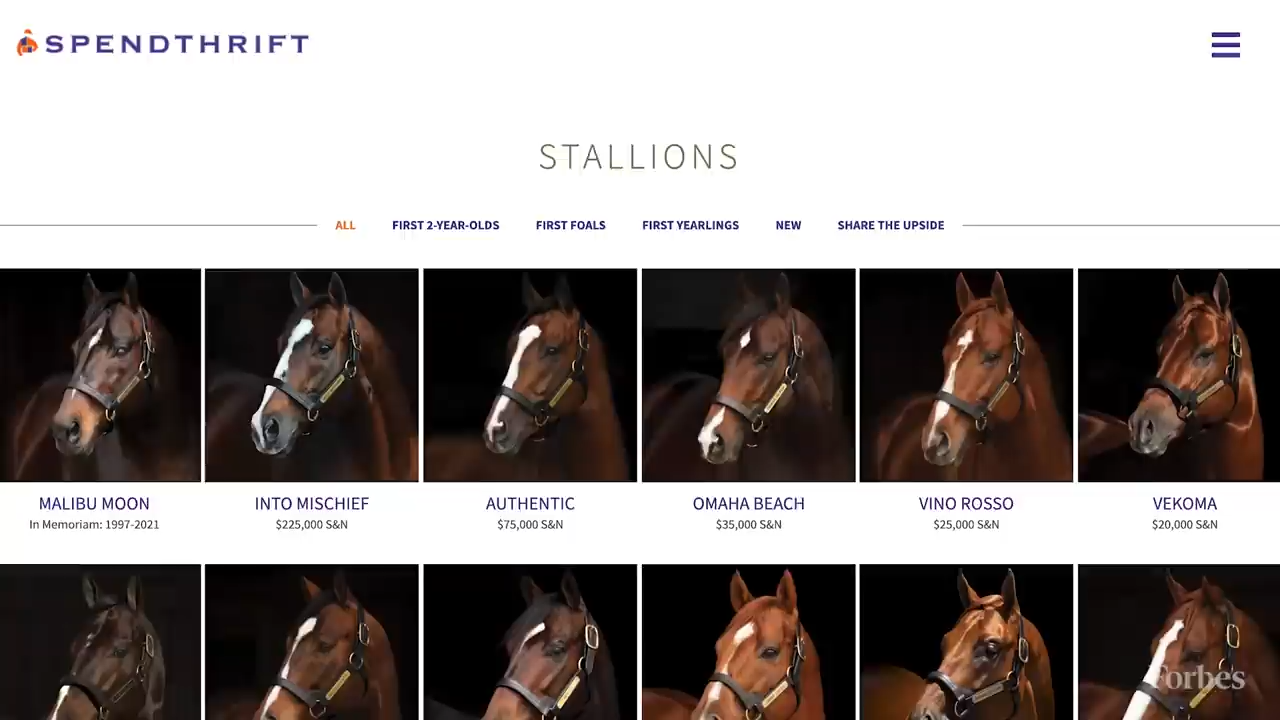 SPENDTHRIFT
STALLIONS
ALL FIRST 2-YEAR-OLDS FIRST FOALS FIRST YEARLINGS NEW SHARE THE UPSIDE
MALIBU MOON INTO MISCHIEF AUTHENTIC OMAHA BEACH VINO ROSSO VEKOMA
In Memoriam: 1997-2021 $225,000 S&N $75,000 S&N $35,000 S&N $25,000 S&N $20,000 S&N
Forbes